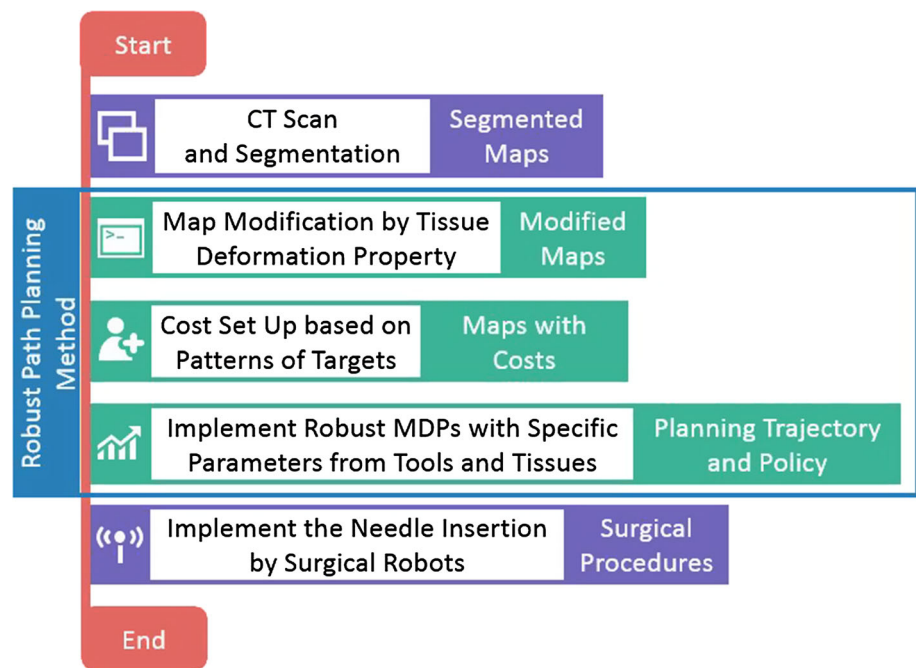 Start
CT Scan
and Segmentation
Segmented
Maps
Robust Path Planning
Method
Map Modification by Tissue
Deformation Property
Modified
Maps
Cost Set Up based on
Patterns of Targets
Maps with
Costs
Implement Robust MDPs with Specific
Parameters from Tools and Tissues
Planning Trajectory
and Policy
Implement the Needle Insertion
by Surgical Robots
Surgical
Procedures
End